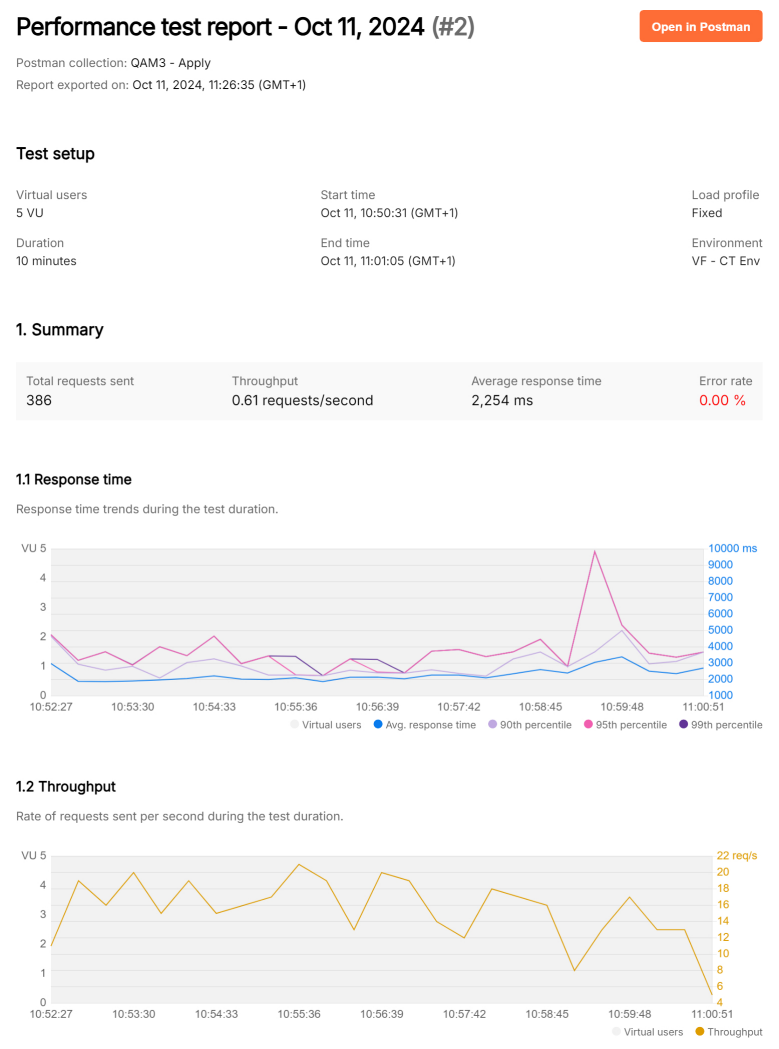 Performance test report - Oct 11, 2024 (#2)
Open in Postman
Postman collection: QAM3 - Apply
Report exported on: Oct 11, 2024, 11:26:35 (GMT+1)
Test setup
Virtual users
5 VU
Start time
Oct 11, 10:50:31 (GMT+1)
Load profile
Fixed
Duration
10 minutes
End time
Oct 11, 11:01:05 (GMT+1)
Environment
VF - CT Env
1. Summary
Total requests sent
386
Throughput
0.61 requests/second
Average response time
2,254 ms
Error rate
0.00 %
1.1 Response time
Response time trends during the test duration.
VU 5
4
3
2
1
0
10000 ms
9000
8000
7000
6000
5000
4000
3000
2000
1000
10:52:27 10:53:30 10:54:33 10:55:36 10:56:39 10:57:42 10:58:45 10:59:48 11:00:51
Virtual users Avg. response time 90th percentile 95th percentile 99th percentile
1.2 Throughput
Rate of requests sent per second during the test duration.
VU 5
4
3
2
1
0
22 req/s
20
18
16
14
12
10
8
6
4
10:52:27 10:53:30 10:54:33 10:55:36 10:56:39 10:57:42 10:58:45 10:59:48 11:00:51
Virtual users Throughput